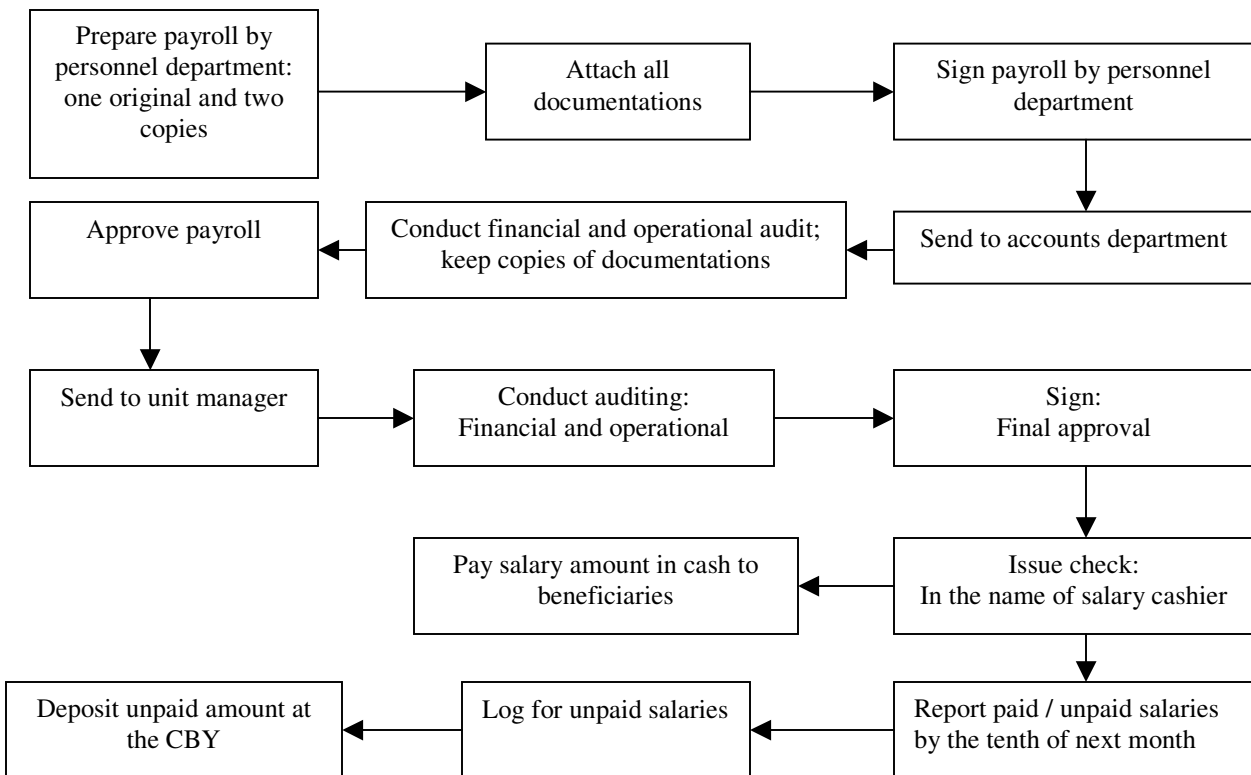 Prepare payroll by
personnel department:
one original and two
copies
Attach all
documentations
Sign payroll by personnel
department
Send to accounts department
Conduct financial and operational audit;
keep copies of documentations
Approve payroll
Send to unit manager
Conduct auditing:
Financial and operational
Sign:
Final approval
Issue check:
In the name of salary cashier
Pay salary amount in cash to
beneficiaries
Report paid / unpaid salaries
by the tenth of next month
Log for unpaid salaries
Deposit unpaid amount at
the CBY